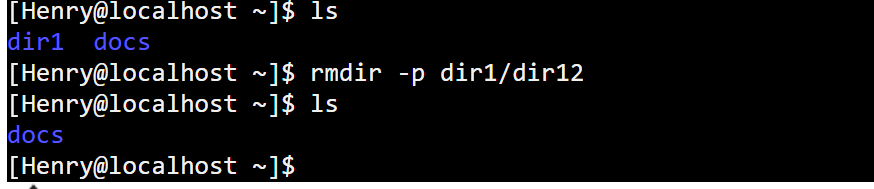 [Henry@localhost ~]$ ls
dir1  docs
[Henry@localhost ~]$ rmdir -p dir1/dir12
[Henry@localhost ~]$ ls
docs
[Henry@localhost ~]$